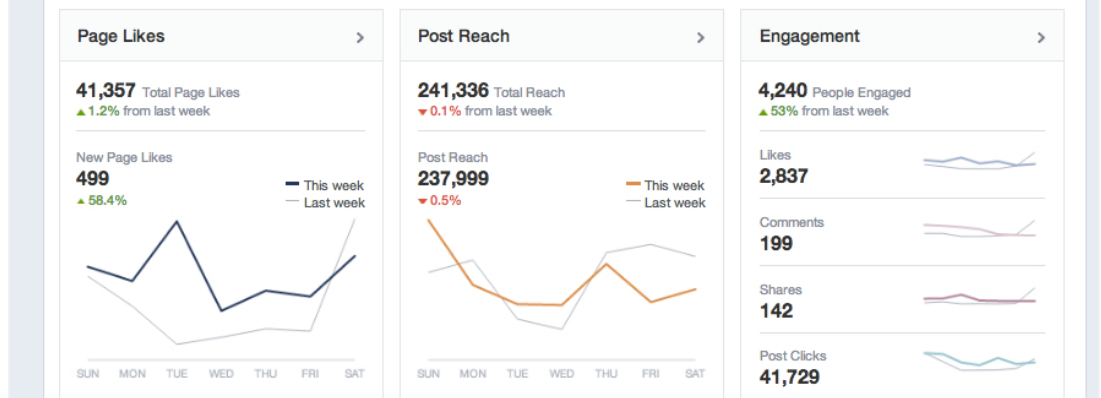 Page Likes
41,357 Total Page Likes
1.2% from last week
New Page Likes
499
58.4%
This week
Last week
SUN MON TUE WED THU FRI SAT
Post Reach
241,336 Total Reach
0.1% from last week
Post Reach
237,999
0.5%
This week
Last week
SUN MON TUE WED THU FRI SAT
Engagement
4,240 People Engaged
53% from last week
Likes
2,837
Comments
199
Shares
142
Post Clicks
41,729